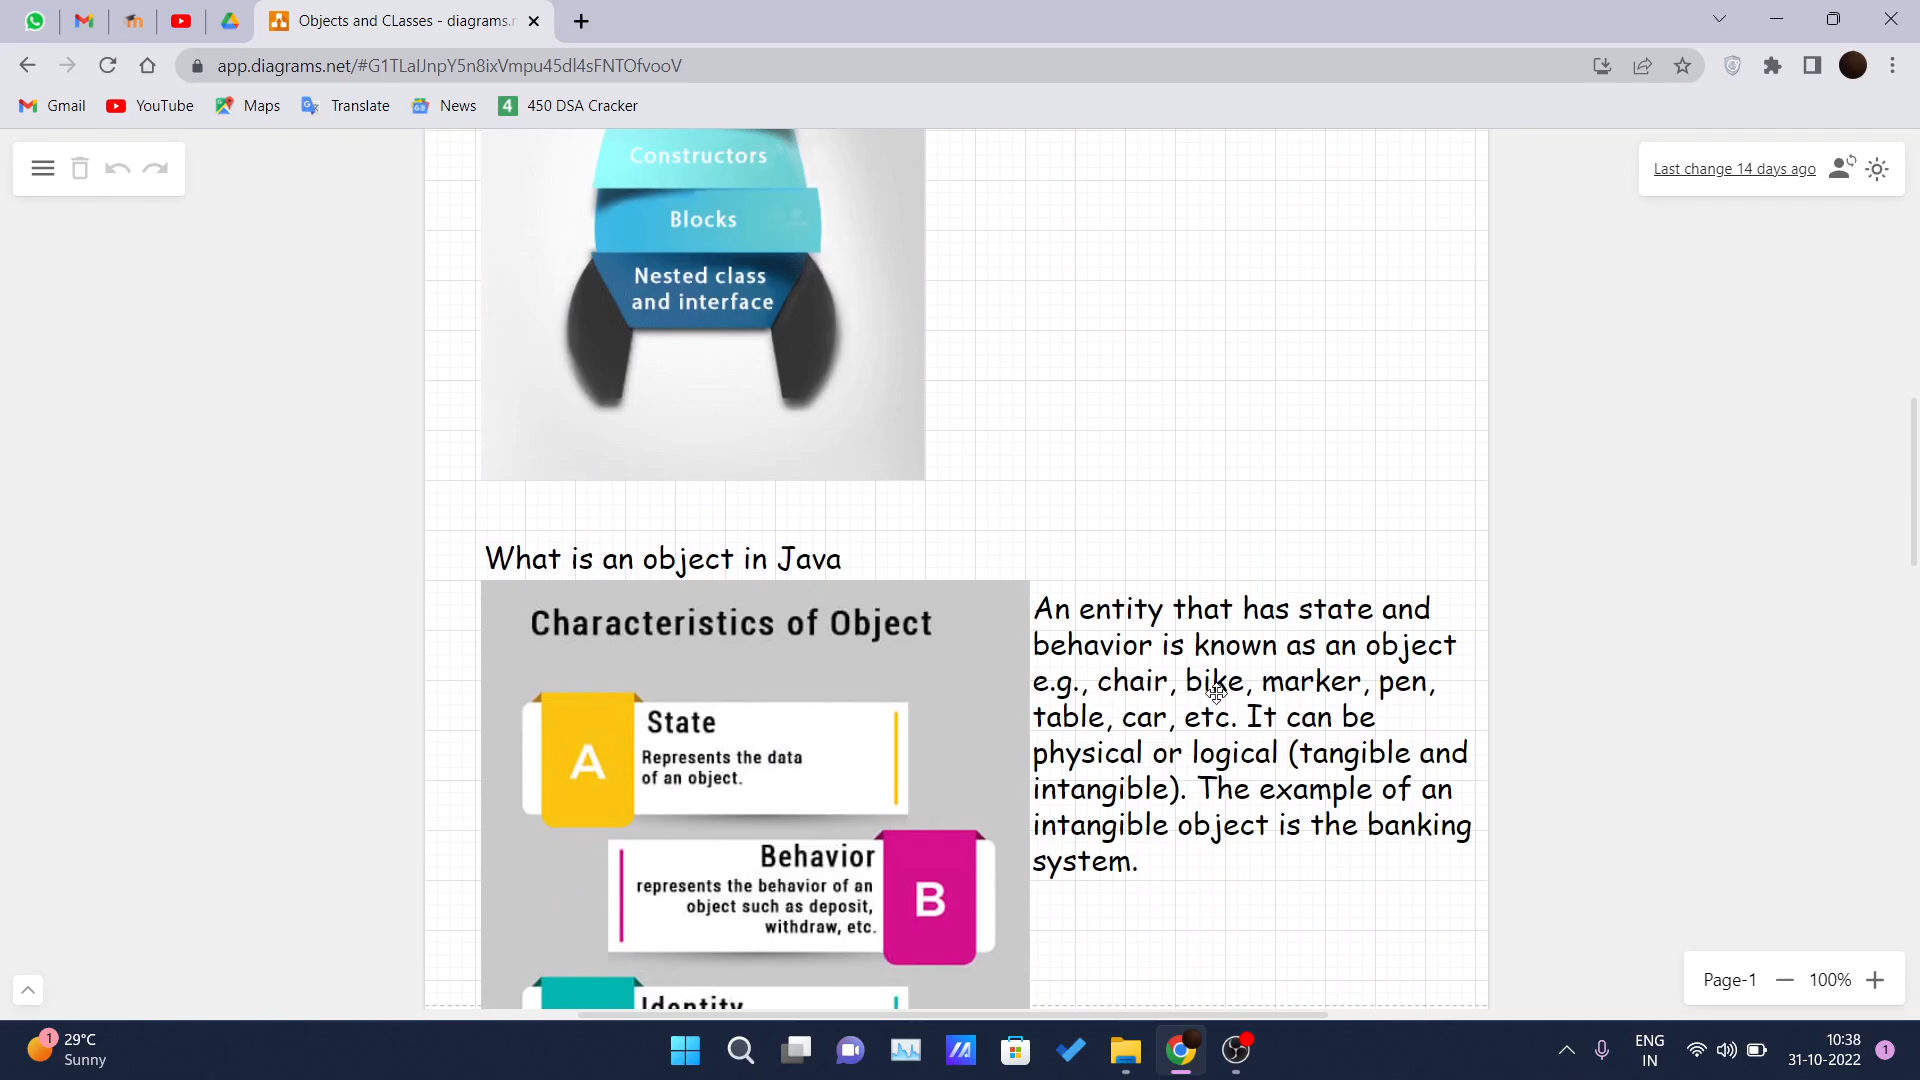 Objects and CLasses - diagrams.n
app.diagrams.net/#G1TLaIJnpY5n8ixVmpu45dl4sFNTOfvooV
Gmail
YouTube
Maps
Translate
News
4
450 DSA Cracker
Last change 14 days ago
Constructors
Blocks
Nested class
and interface
What is an object in Java
Characteristics of Object
A
State
Represents the data
of an object.
Behavior
represents the behavior of an
object such as deposit,
withdraw, etc.
B
Identity
An entity that has state and
behavior is known as an object
e.g., chair, bike, marker, pen,
table, car, etc. It can be
physical or logical (tangible and
intangible). The example of an
intangible object is the banking
system.
Page-1
100%
1
29°C
Sunny
ENG
IN
10:38
31-10-2022
1